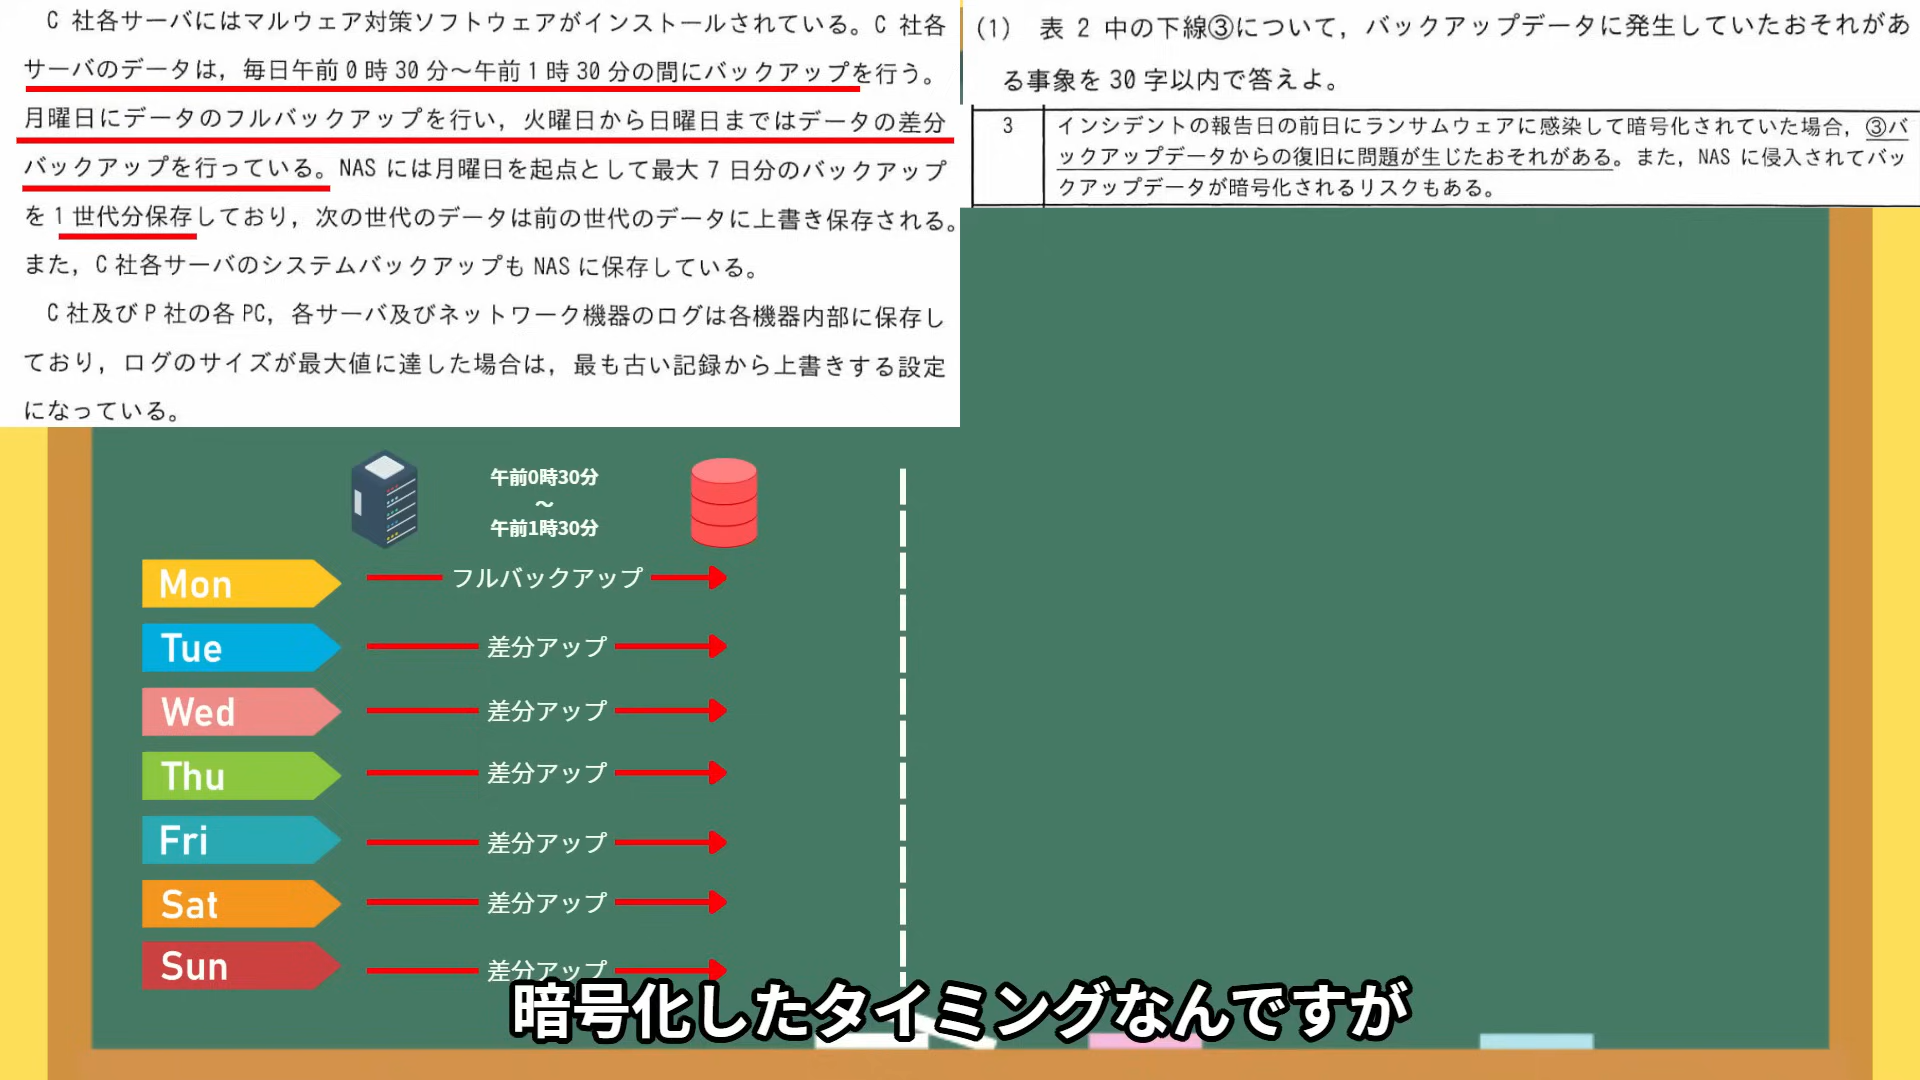 C 社各サーバにはマルウェア対策ソフトウェアがインストールされている。C 社各
サーバのデータは，毎日午前 0 時 30 分～午前 1 時 30 分の間にバックアップを行う。
月曜日にデータのフルバックアップを行い，火曜日から日曜日まではデータの差分
バックアップを行っている。NAS には月曜日を起点として最大 7 日分のバックアップ
を 1 世代分保存しており，次の世代のデータは前の世代のデータに上書き保存される。
また，C 社各サーバのシステムバックアップも NAS に保存している。
C 社及び P 社の各 PC，各サーバ及びネットワーク機器のログは各機器内部に保存し
ており，ログのサイズが最大値に達した場合は，最も古い記録から上書きする設定
になっている。
(1) 表 2 中の下線③について，バックアップデータに発生していたおそれがあ
る事象を 30 字以内で答えよ。
3 インシデントの報告日の前日にランサムウェアに感染して暗号化されていた場合，③バ
ックアップデータからの復旧に問題が生じたおそれがある。また，NAS に侵入されてバッ
クアップデータが暗号化されるリスクもある。
午前0時30分
～
午前1時30分
Mon フルバックアップ
Tue 差分アップ
Wed 差分アップ
Thu 差分アップ
Fri 差分アップ
Sat 差分アップ
Sun 差分アップ
暗号化したタイミングなんですが